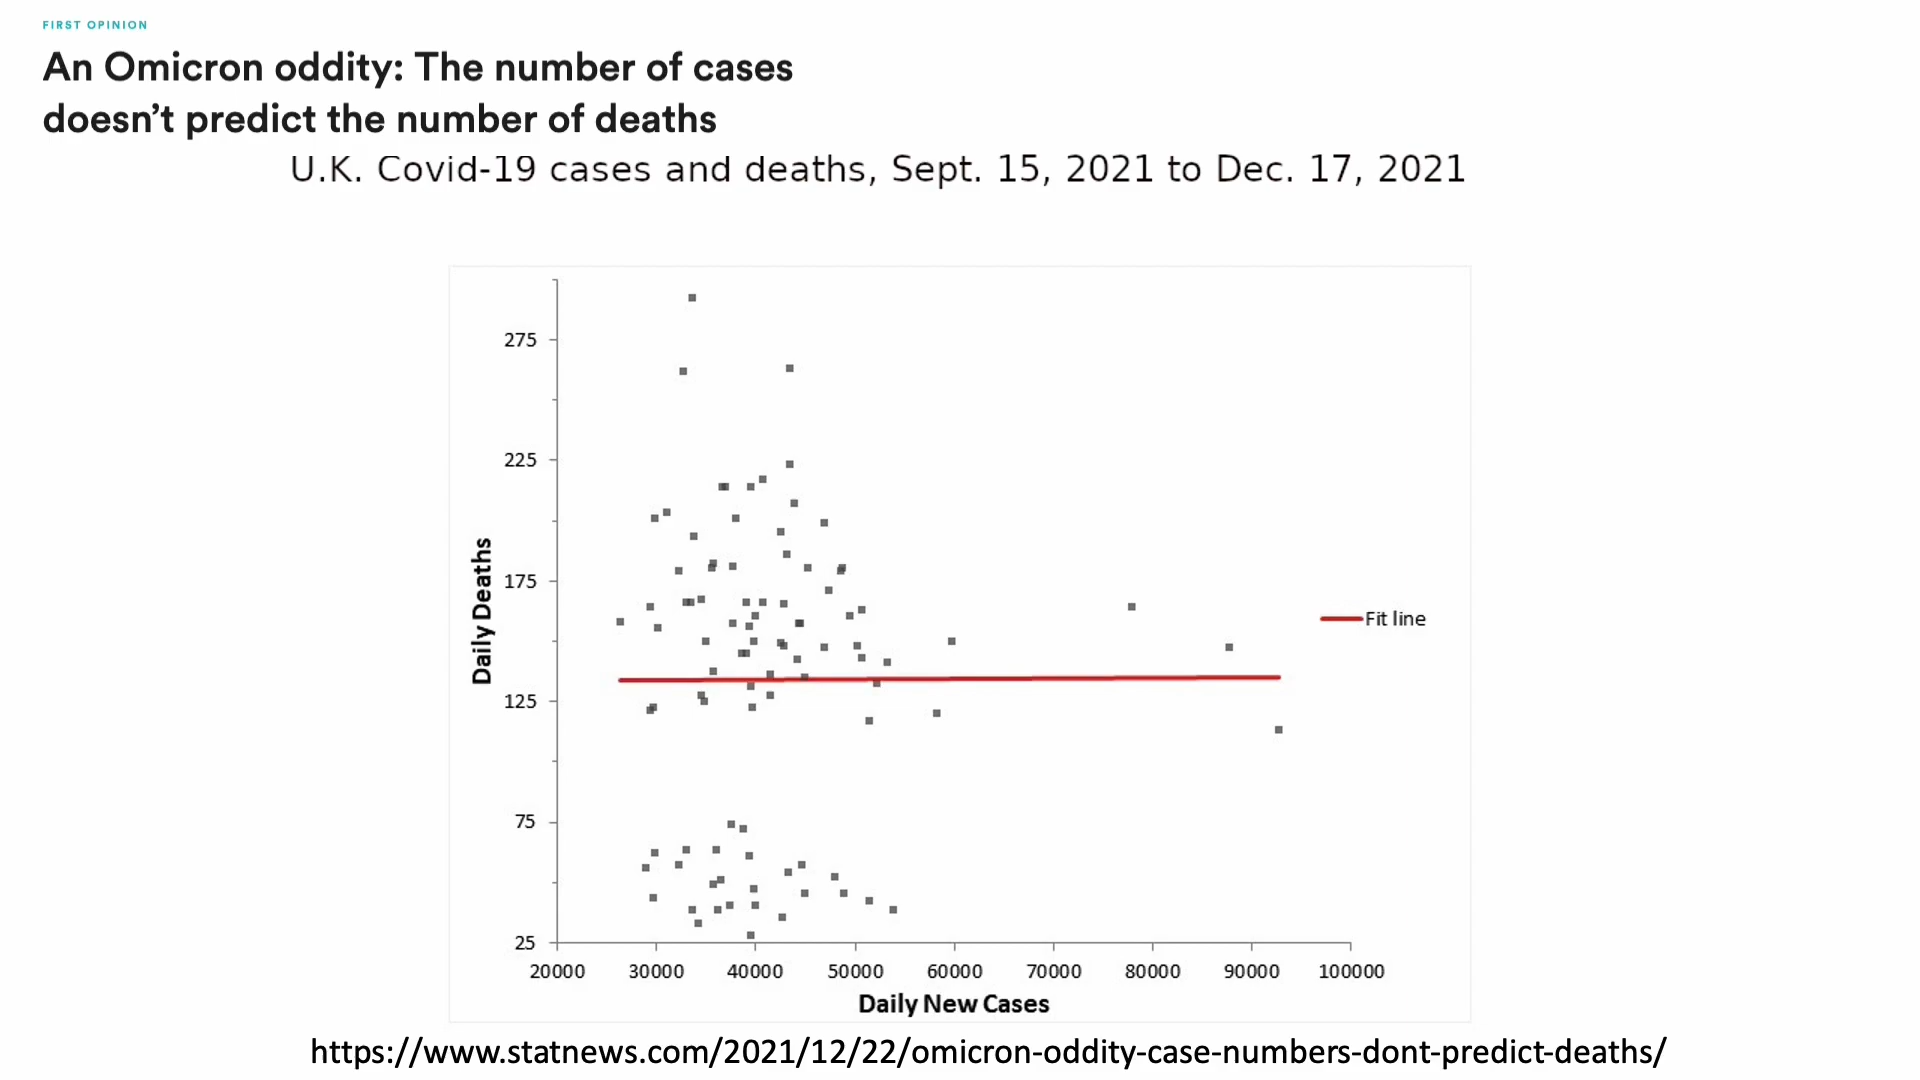 FIRST OPINION
An Omicron oddity: The number of cases
doesn’t predict the number of deaths
U.K. Covid-19 cases and deaths, Sept. 15, 2021 to Dec. 17, 2021
275
225
175
125
75
25
Daily Deaths
Fit line
20000 30000 40000 50000 60000 70000 80000 90000 100000
Daily New Cases
https://www.statnews.com/2021/12/22/omicron-oddity-case-numbers-dont-predict-deaths/